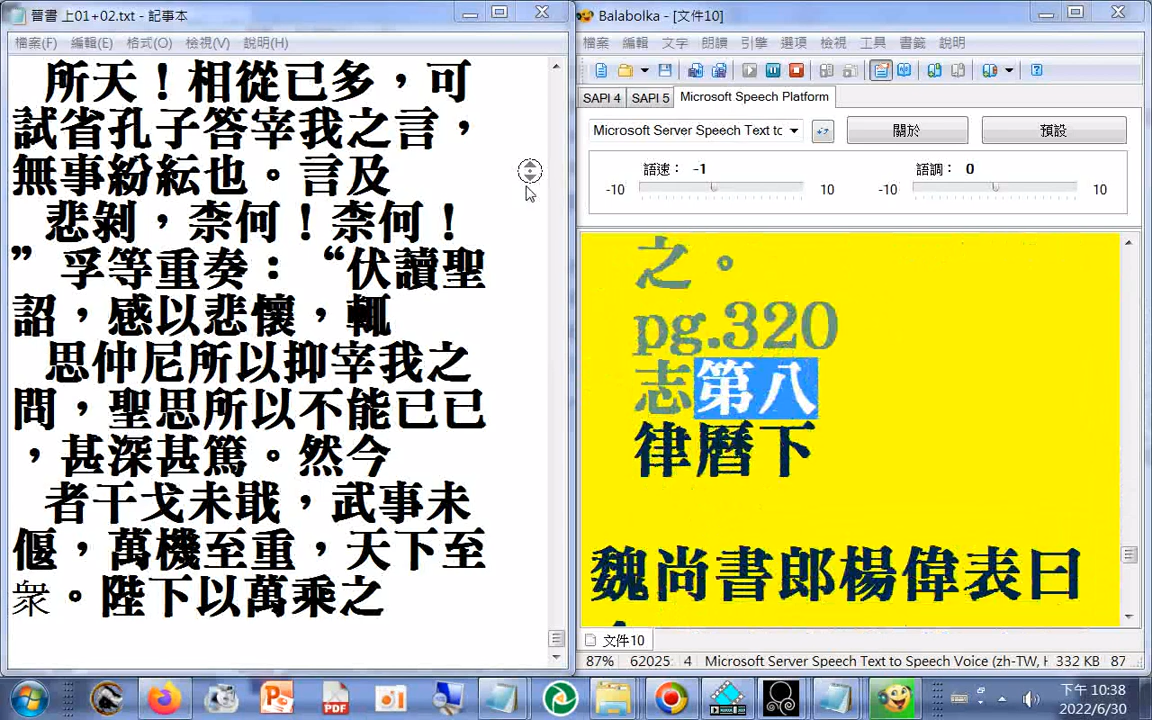 晉書 上01+02.txt - 記事本
檔案(F) 編輯(E) 格式(O) 檢視(V) 說明(H)
所天！相從已多，可
試省孔子答宰我之言，
無事紛紜也。言及
悲剝，柰何！柰何！
”孚等重奏：“伏讀聖
詔，感以悲懷，輒
思仲尼所以抑宰我之
問，聖思所以不能已已
，甚深甚篤。然今
者干戈未戢，武事未
偃，萬機至重，天下至
衆。陛下以萬乘之
Balabolka - [文件10]
檔案 編輯 文字 朗讀 引擎 選項 檢視 工具 書籤 說明
SAPI 4 SAPI 5 Microsoft Speech Platform
Microsoft Server Speech Text to
關於 預設
語速： -1 語調： 0
-10 10 -10 10
之。
pg.320
志第八
律曆下
魏尚書郎楊偉表曰
文件10
87% 62025: 4 Microsoft Server Speech Text to Speech Voice (zh-TW, H 332 KB 87
下午 10:38
2022/6/30